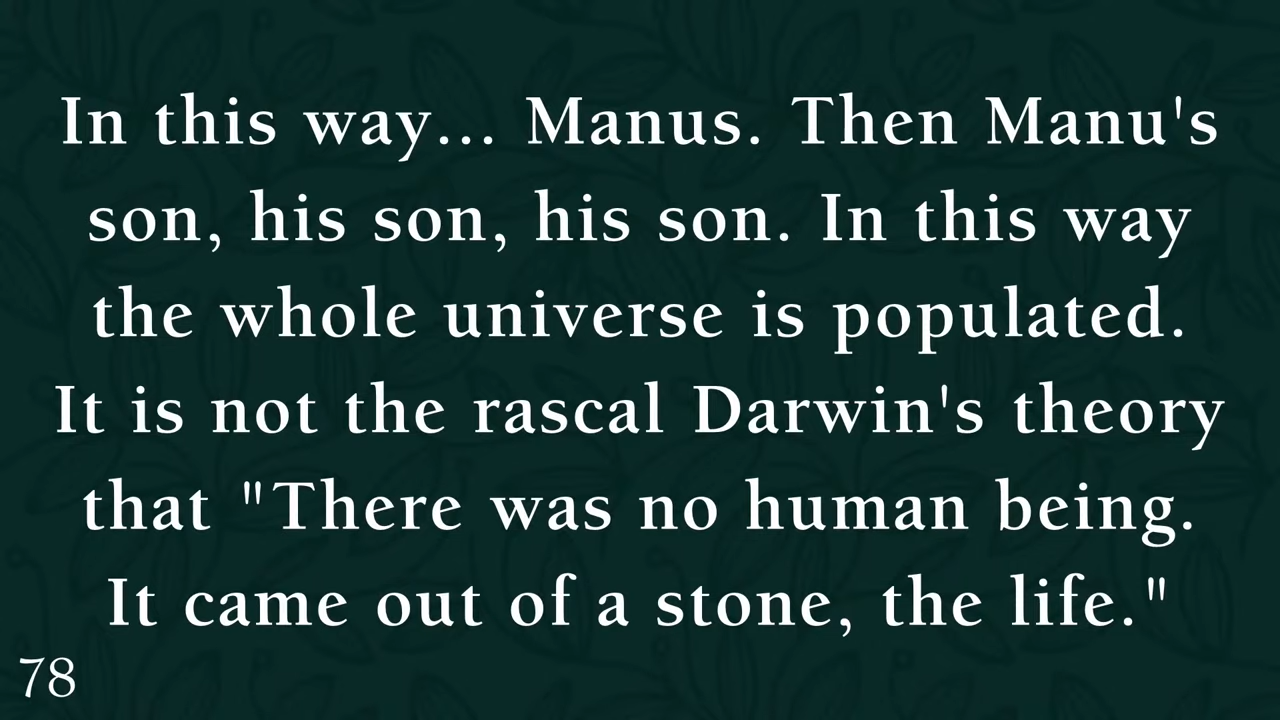 In this way... Manus. Then Manu's
son, his son, his son. In this way
the whole universe is populated.
It is not the rascal Darwin's theory
that "There was no human being.
It came out of a stone, the life."
78